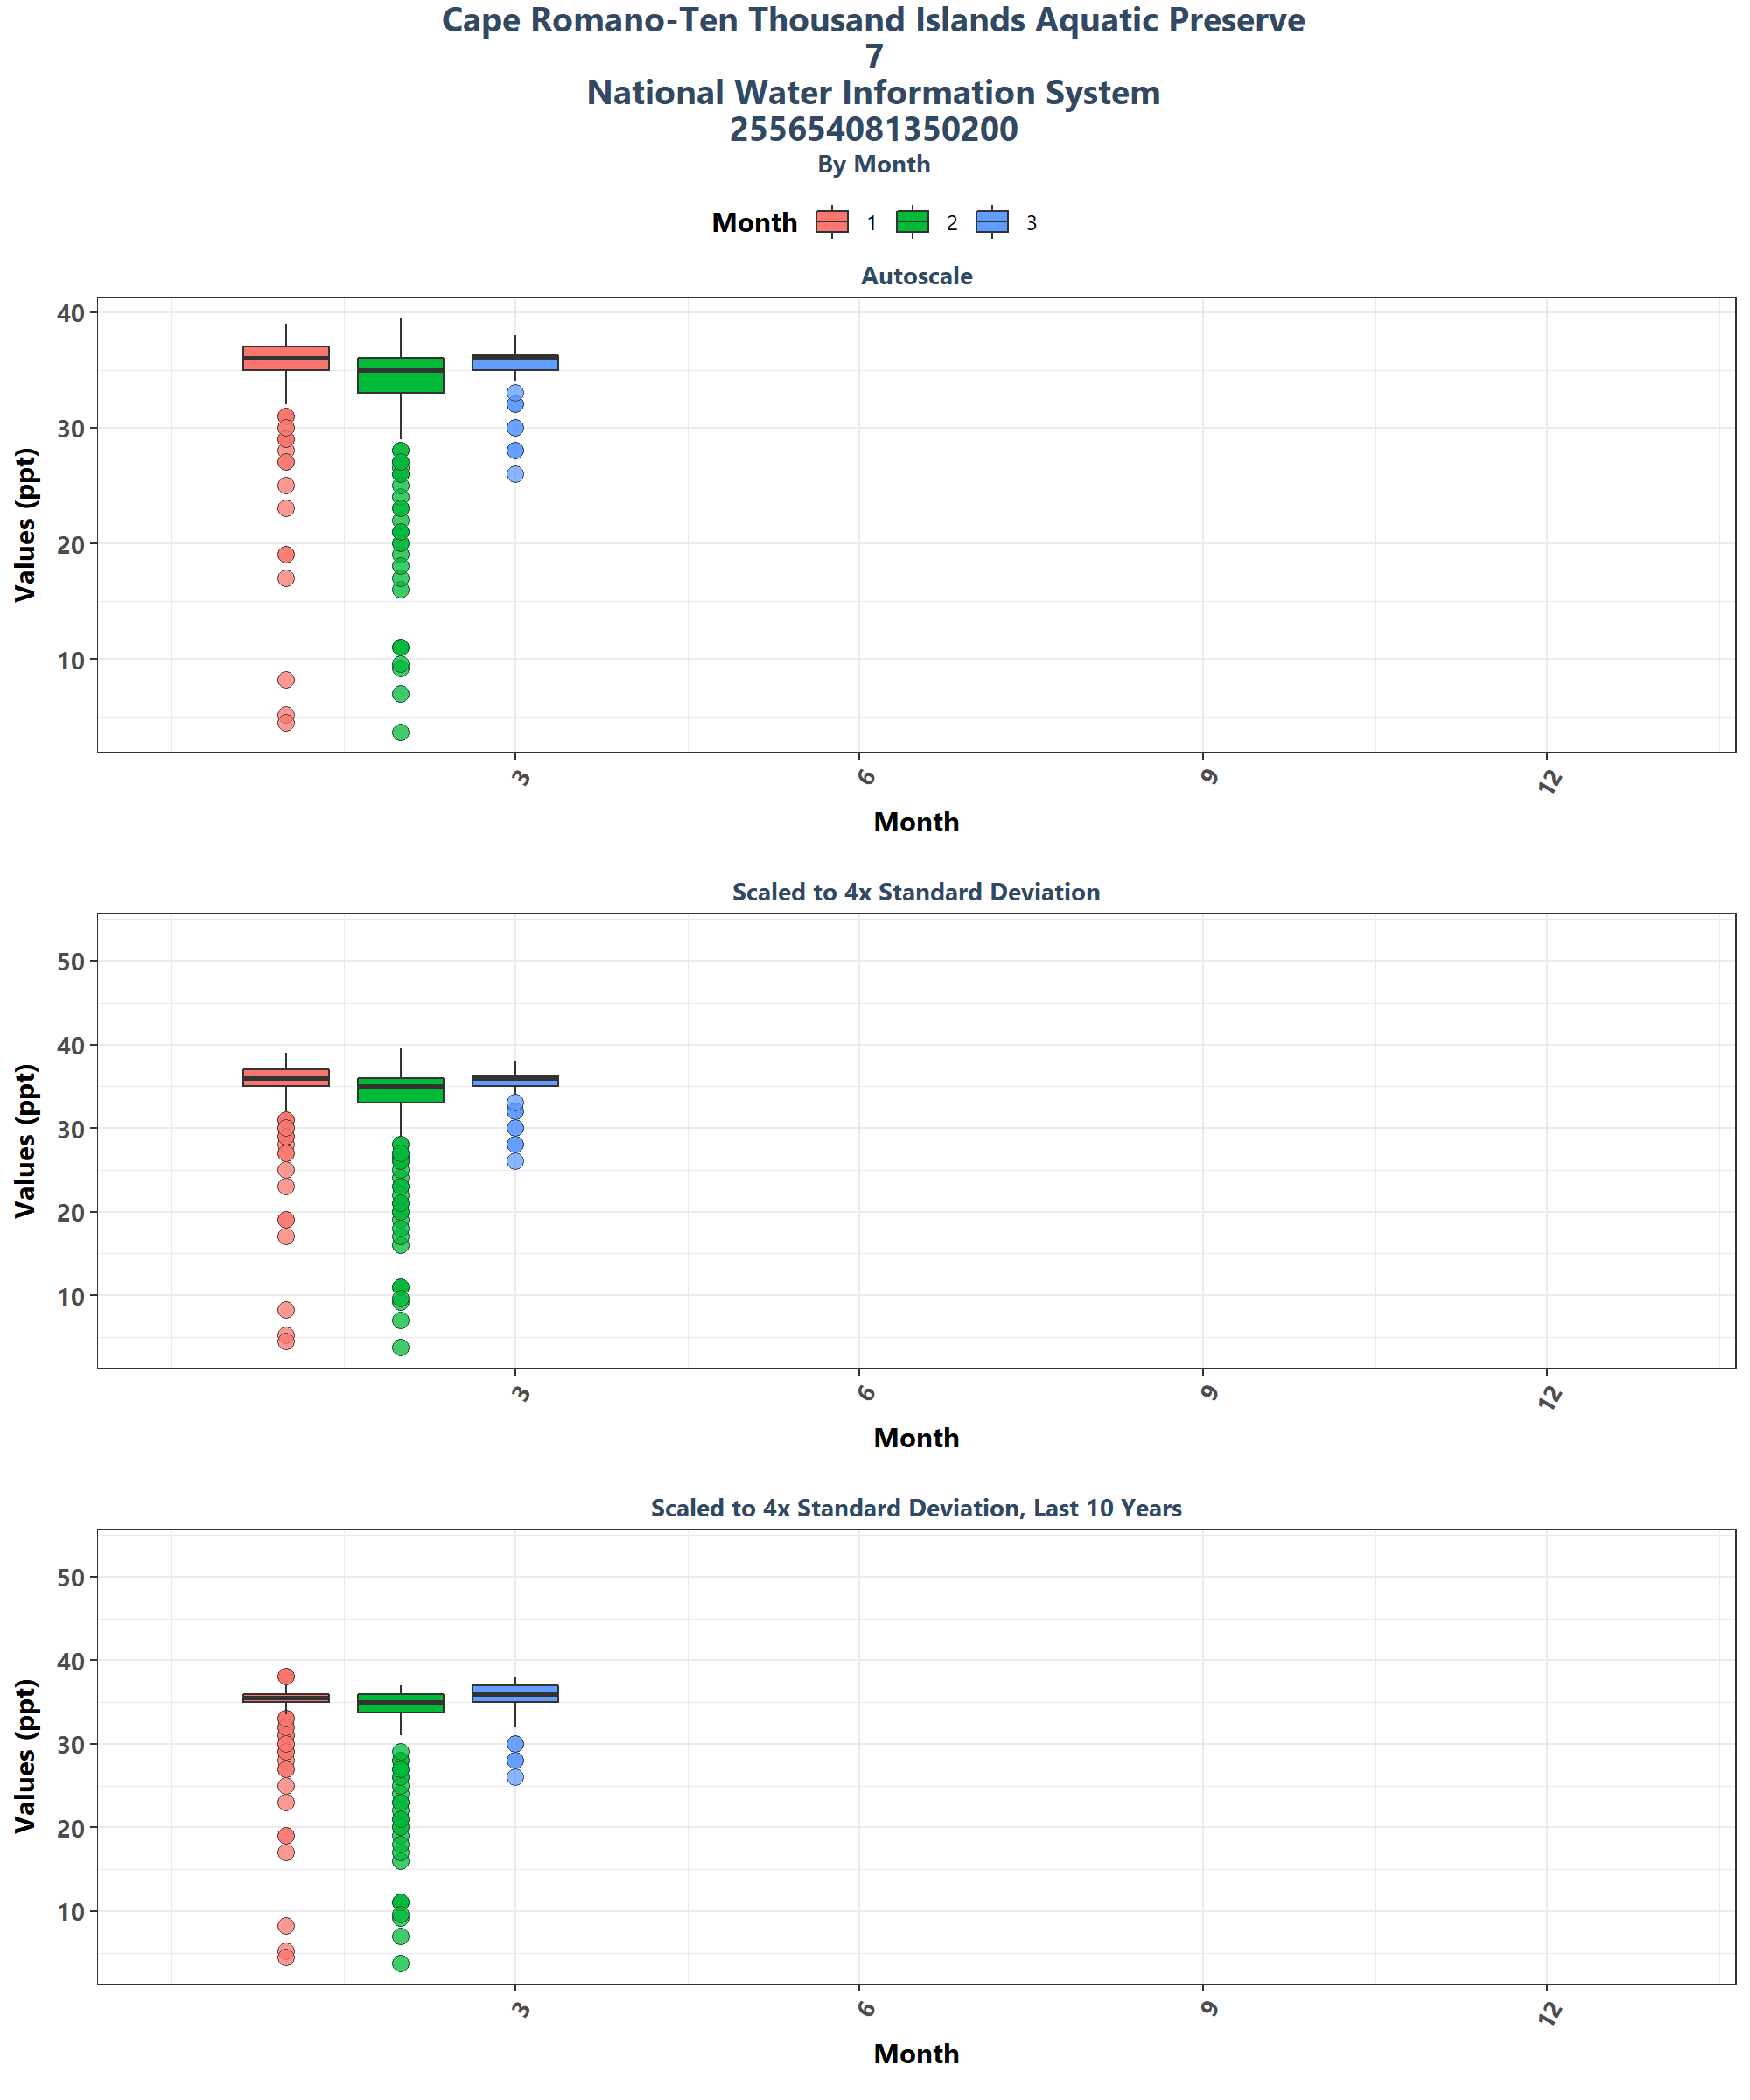 Cape Romano-Ten Thousand Islands Aquatic Preserve
7
National Water Information System
255654081350200
By Month
Month 1 2 3
Autoscale
Values (ppt)
40
30
20
10
3 6 9 12
Month
Scaled to 4x Standard Deviation
Values (ppt)
50
40
30
20
10
3 6 9 12
Month
Scaled to 4x Standard Deviation, Last 10 Years
Values (ppt)
50
40
30
20
10
3 6 9 12
Month